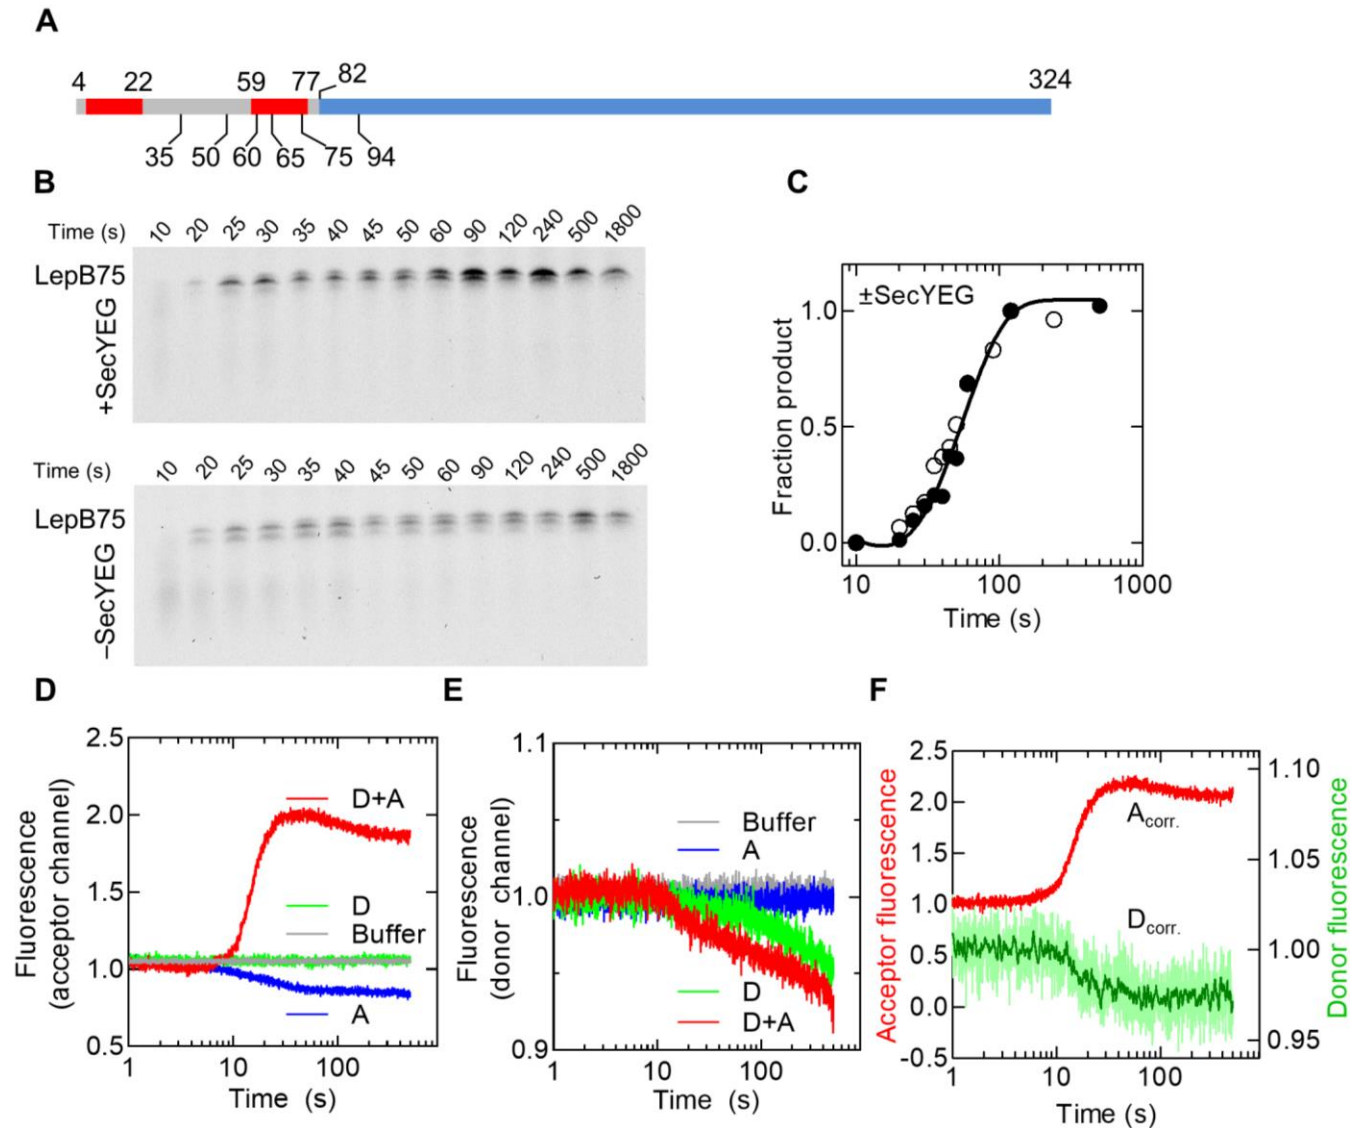 A
4 22 59 77 82 324
35 50 60 65 75 94
B
Time (s) 10 20 25 30 35 40 45 50 60 90 120 240 500 1800
LepB75
+SecYEG
Time (s) 10 20 25 30 35 40 45 50 60 90 120 240 500 1800
LepB75
–SecYEG
C
±SecYEG
Fraction product
1.0
0.5
0.0
10 100 1000
Time (s)
D
Fluorescence
(acceptor channel)
2.5
2.0
1.5
1.0
0.5
D+A
D
Buffer
A
1 10 100
Time (s)
E
Fluorescence
(donor channel)
1.1
1.0
0.9
Buffer
A
D
D+A
1 10 100
Time (s)
F
Acceptor fluorescence
2.5
2.0
1.5
1.0
0.5
0.0
-0.5
Acorr.
Dcorr.
1.10
1.05
1.00
0.95
Donor fluorescence
1 10 100
Time (s)